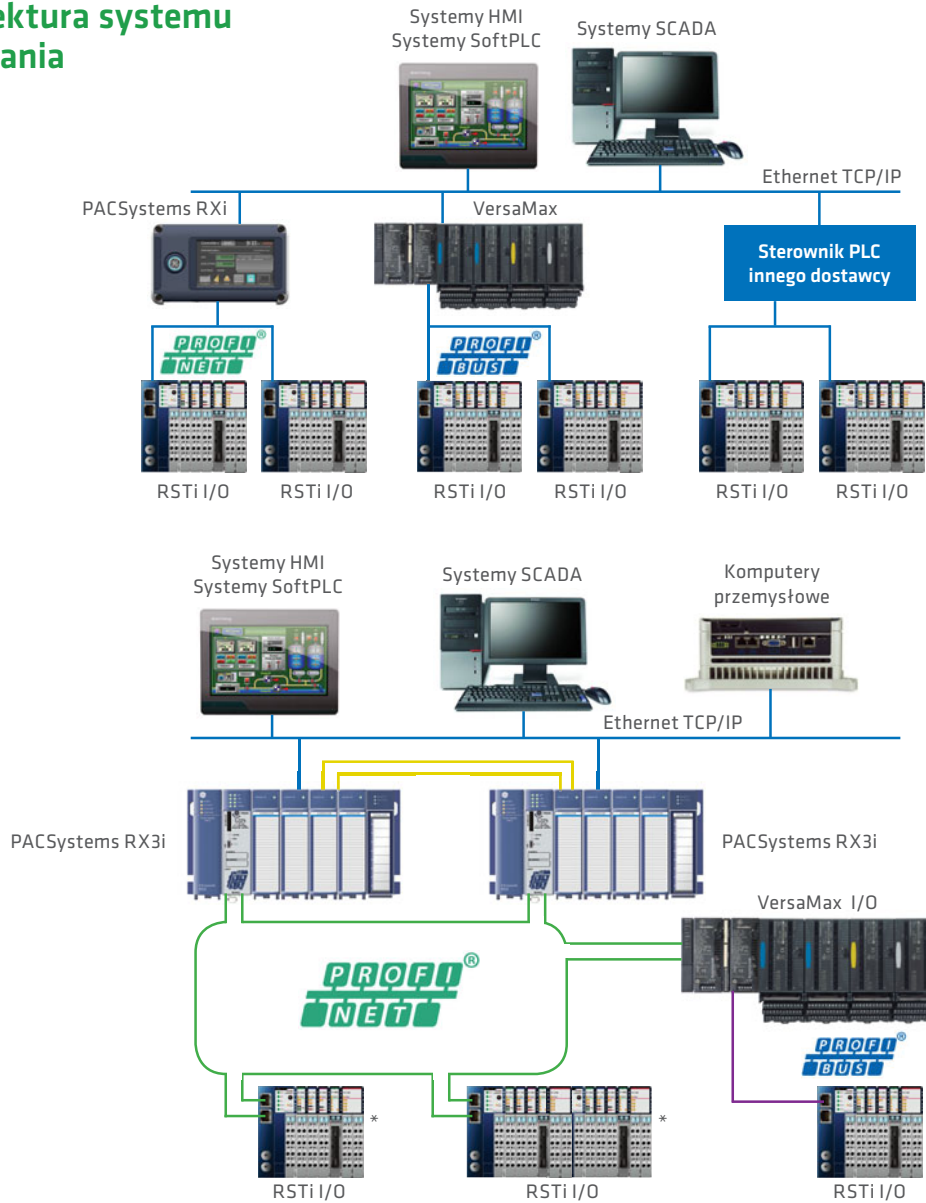 ektura systemu
ania
Systemy HMI
Systemy SoftPLC
Systemy SCADA
Ethernet TCP/IP
PACSystems RXi
VersaMax
Sterownik PLC
innego dostawcy
PROFI®
NET
PROFI®
BUS
RSTi I/O
RSTi I/O
RSTi I/O
RSTi I/O
RSTi I/O
RSTi I/O
Systemy HMI
Systemy SoftPLC
Systemy SCADA
Komputery
przemysłowe
Ethernet TCP/IP
PACSystems RX3i
PACSystems RX3i
VersaMax I/O
PROFI®
NET
PROFI®
BUS
*
*
RSTi I/O
RSTi I/O
RSTi I/O